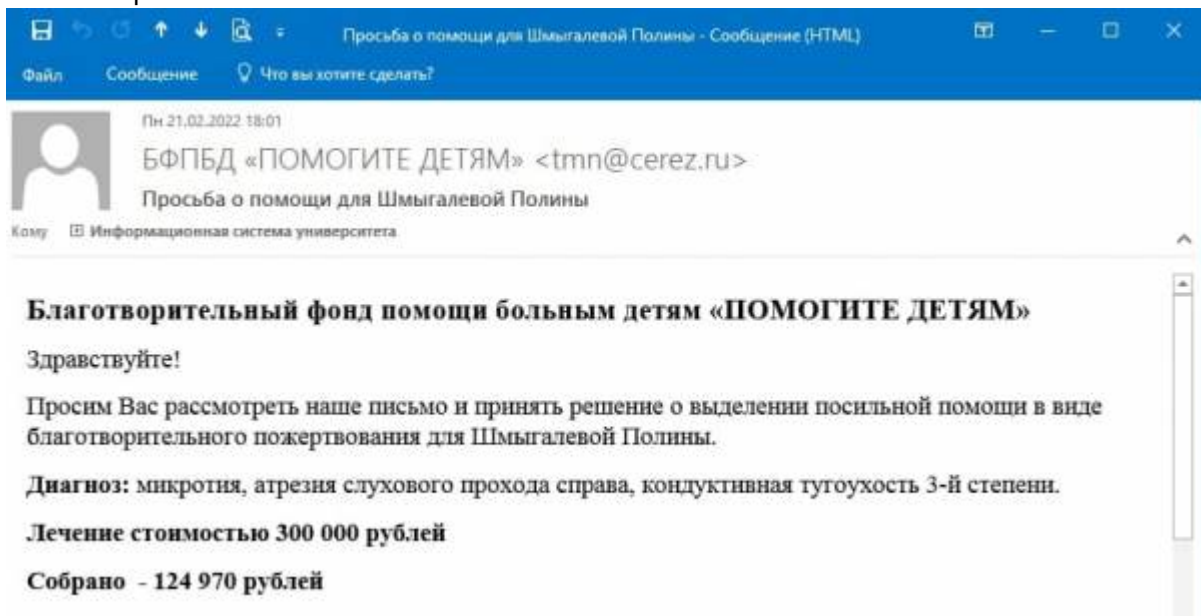 Просьба о помощи для Шмыгалевой Полины - Сообщение (HTML)
Файл Сообщение Что вы хотите сделать?
Пн 21.02.2022 18:01
БФПБД «ПОМОГИТЕ ДЕТЯМ» <tmn@cerez.ru>
Просьба о помощи для Шмыгалевой Полины
Кому Информационная система университета
Благотворительный фонд помощи больным детям «ПОМОГИТЕ ДЕТЯМ»
Здравствуйте!
Просим Вас рассмотреть наше письмо и принять решение о выделении посильной помощи в виде
благотворительного пожертвования для Шмыгалевой Полины.
Диагноз: микротия, атрезия слухового прохода справа, кондуктивная тугоухость 3-й степени.
Лечение стоимостью 300 000 рублей
Собрано - 124 970 рублей